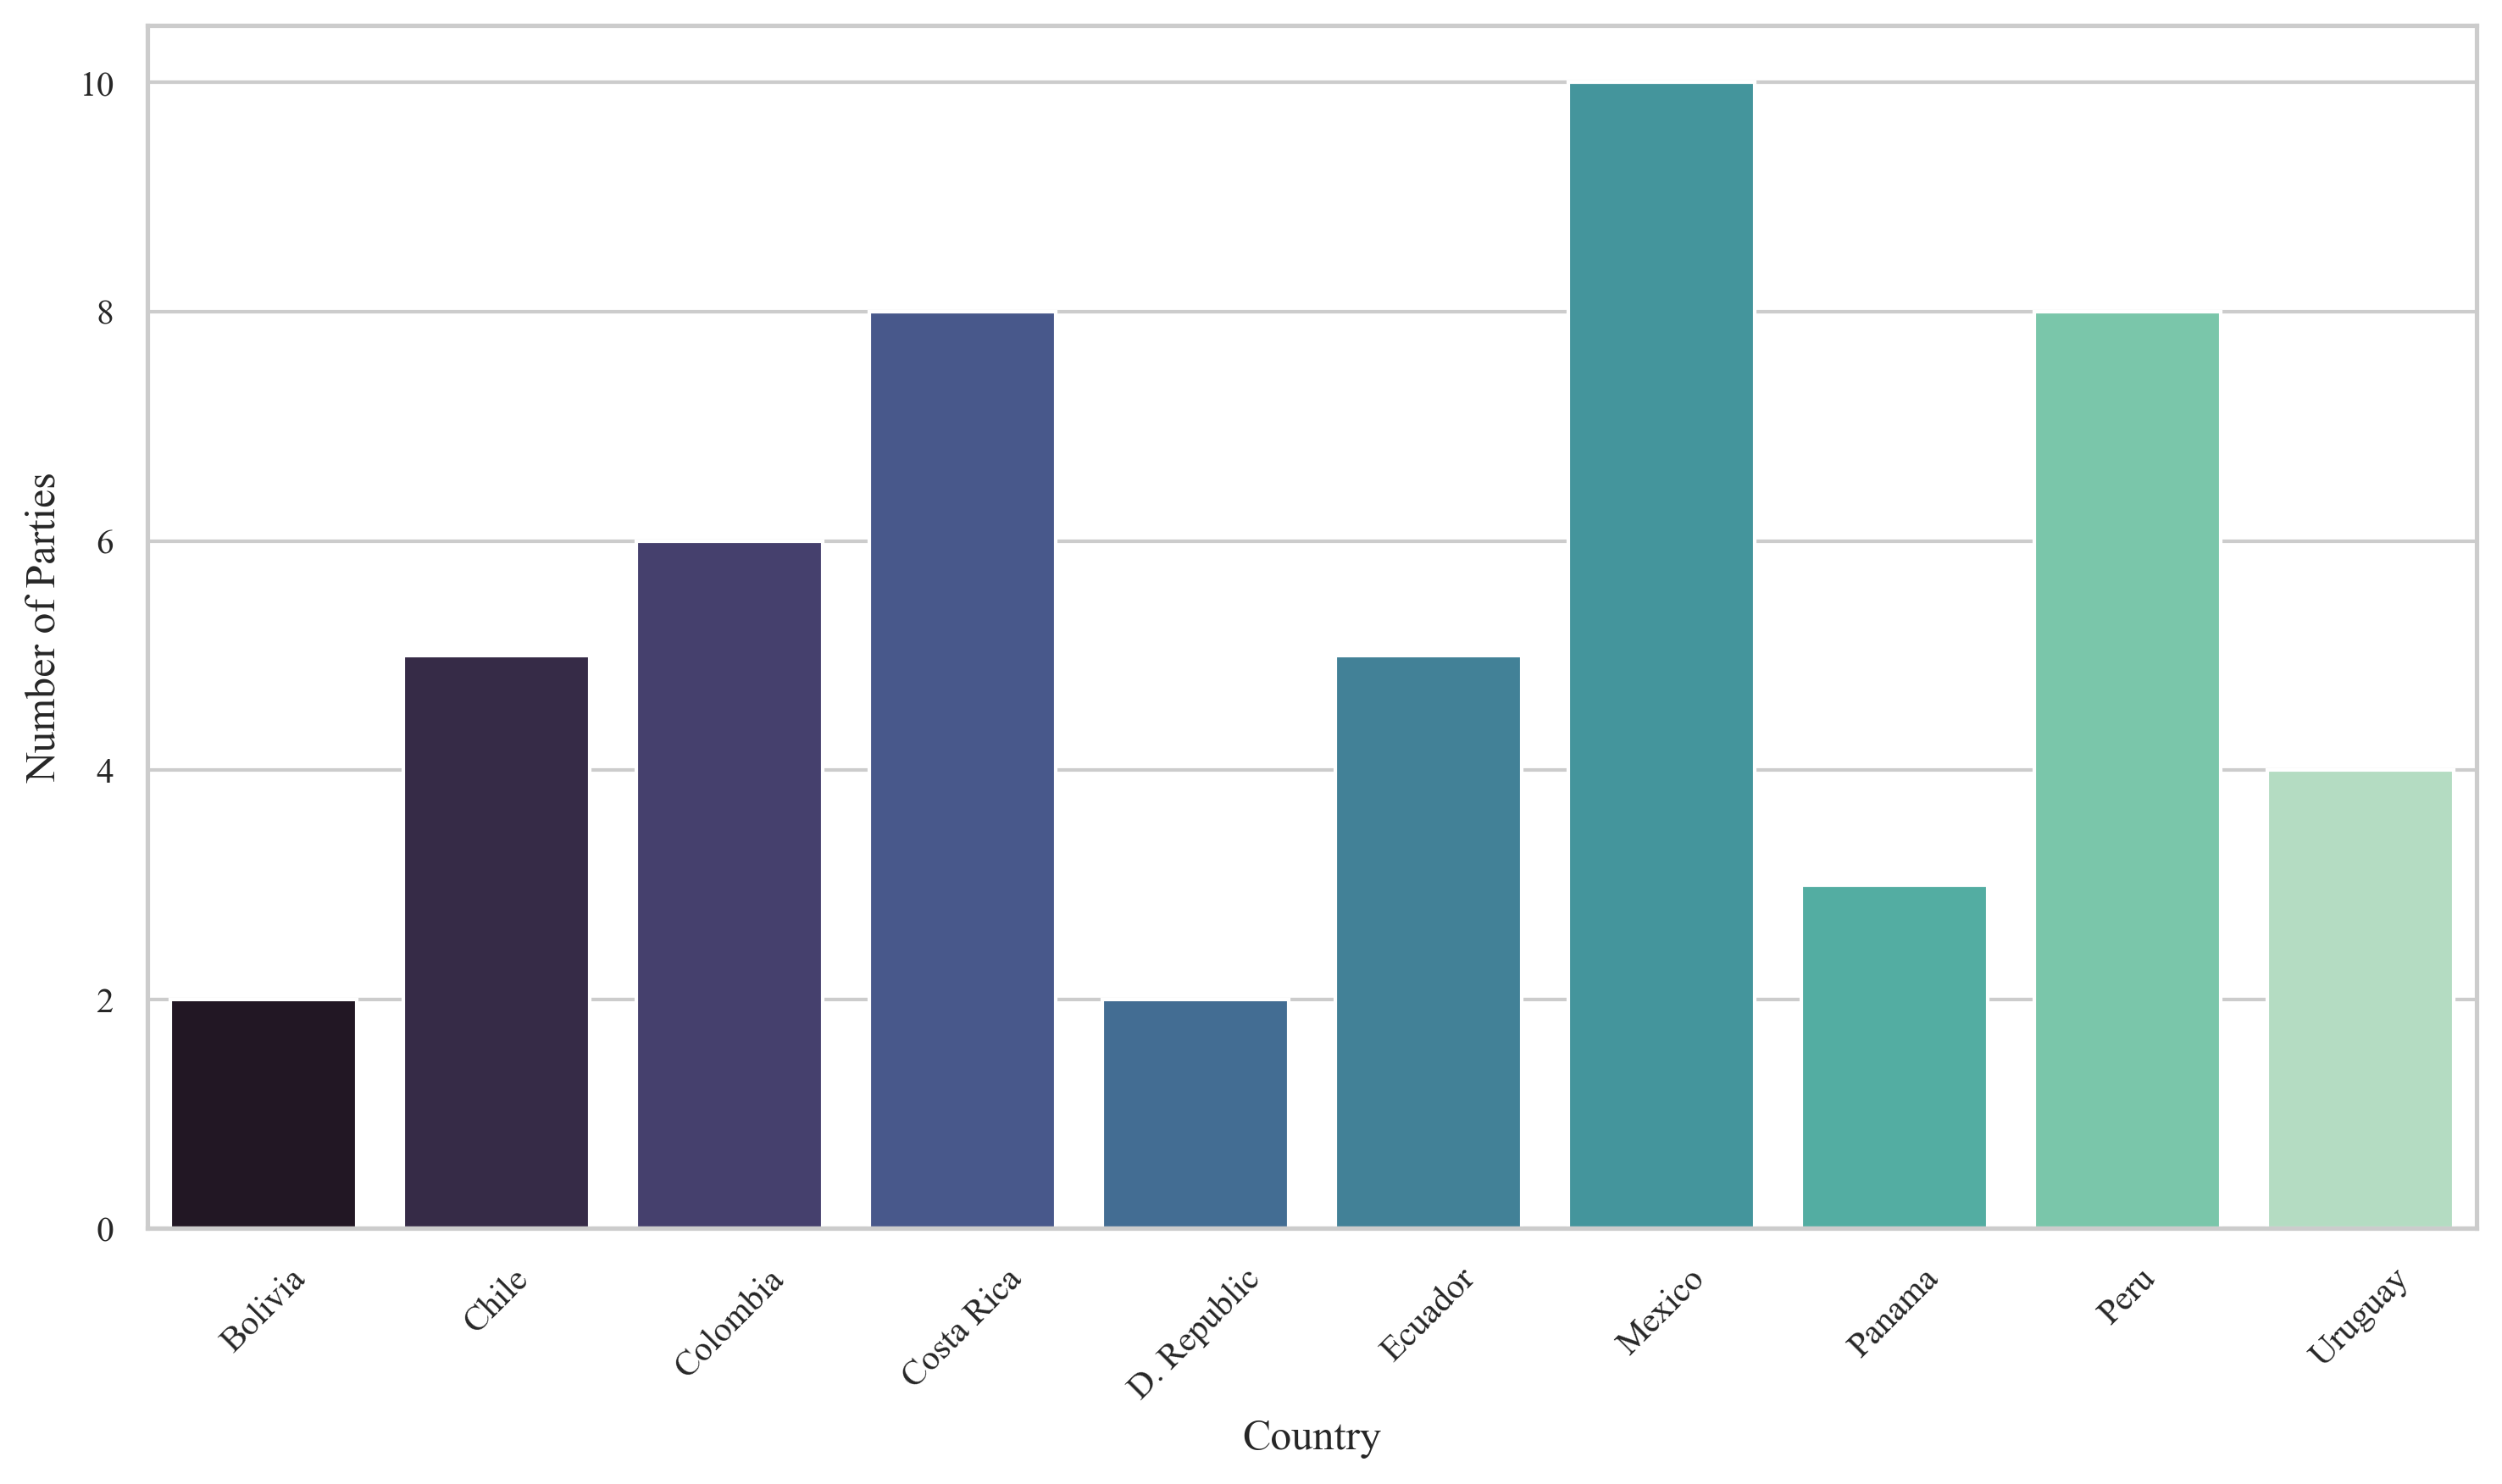 10
8
6
4
2
0
Number of Parties
Bolivia
Chile
Colombia
Costa Rica
D. Republic
Ecuador
Mexico
Panama
Peru
Uruguay
Country